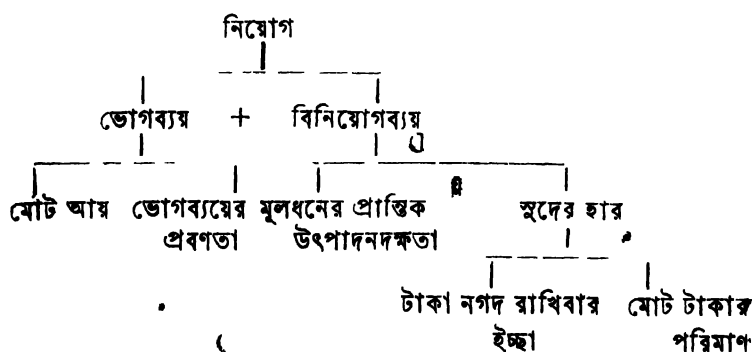 নিয়োগ
ভোগব্যয় + বিনিয়োগব্যয়
মোট আয় ভোগব্যয়ের মূলধনের প্রান্তিক সুদের হার
প্রবণতা উৎপাদনদক্ষতা
টাকা নগদ রাখিবার মোট টাকার
ইচ্ছা পরিমাণ